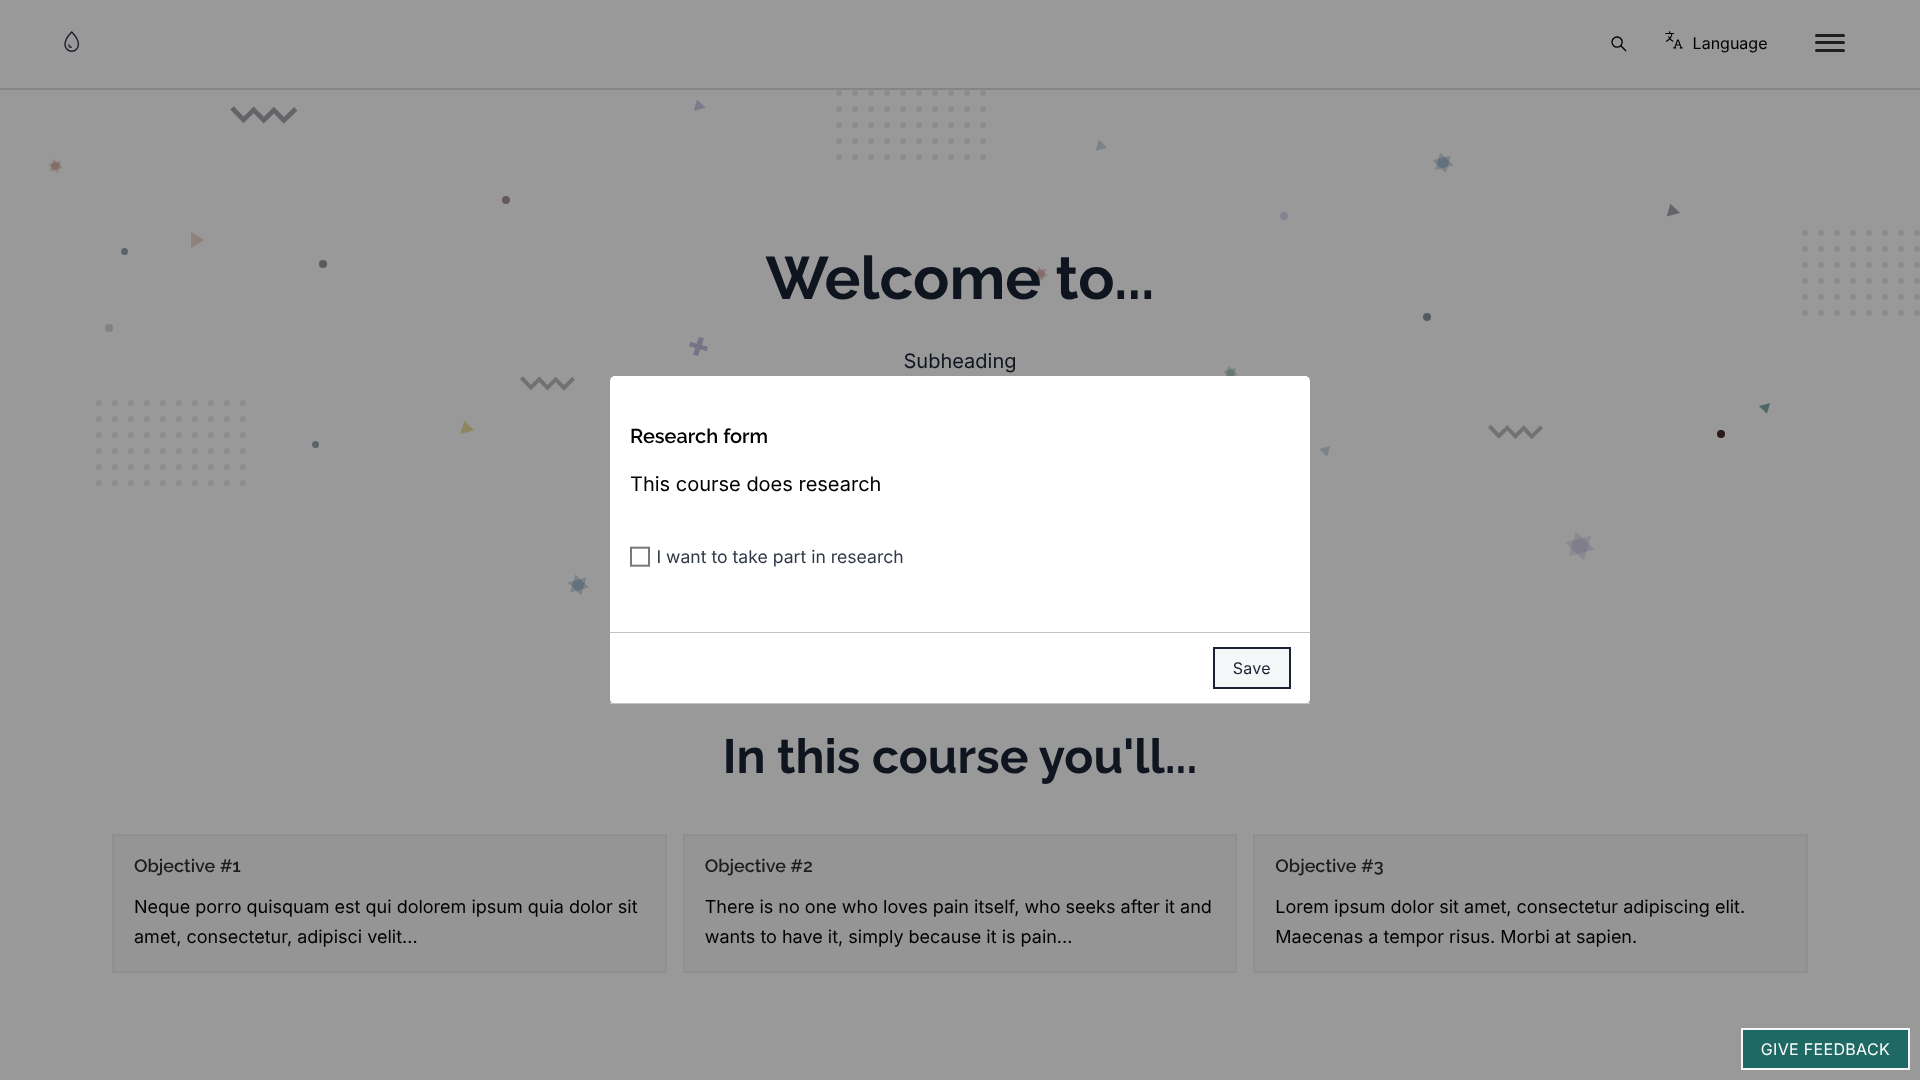 Language
Welcome to...
Subheading
Research form
This course does research
I want to take part in research
Save
In this course you'll...
Objective #1
Neque porro quisquam est qui dolorem ipsum quia dolor sit
amet, consectetur, adipisci velit...
Objective #2
There is no one who loves pain itself, who seeks after it and
wants to have it, simply because it is pain...
Objective #3
Lorem ipsum dolor sit amet, consectetur adipiscing elit.
Maecenas a tempor risus. Morbi at sapien.
GIVE FEEDBACK